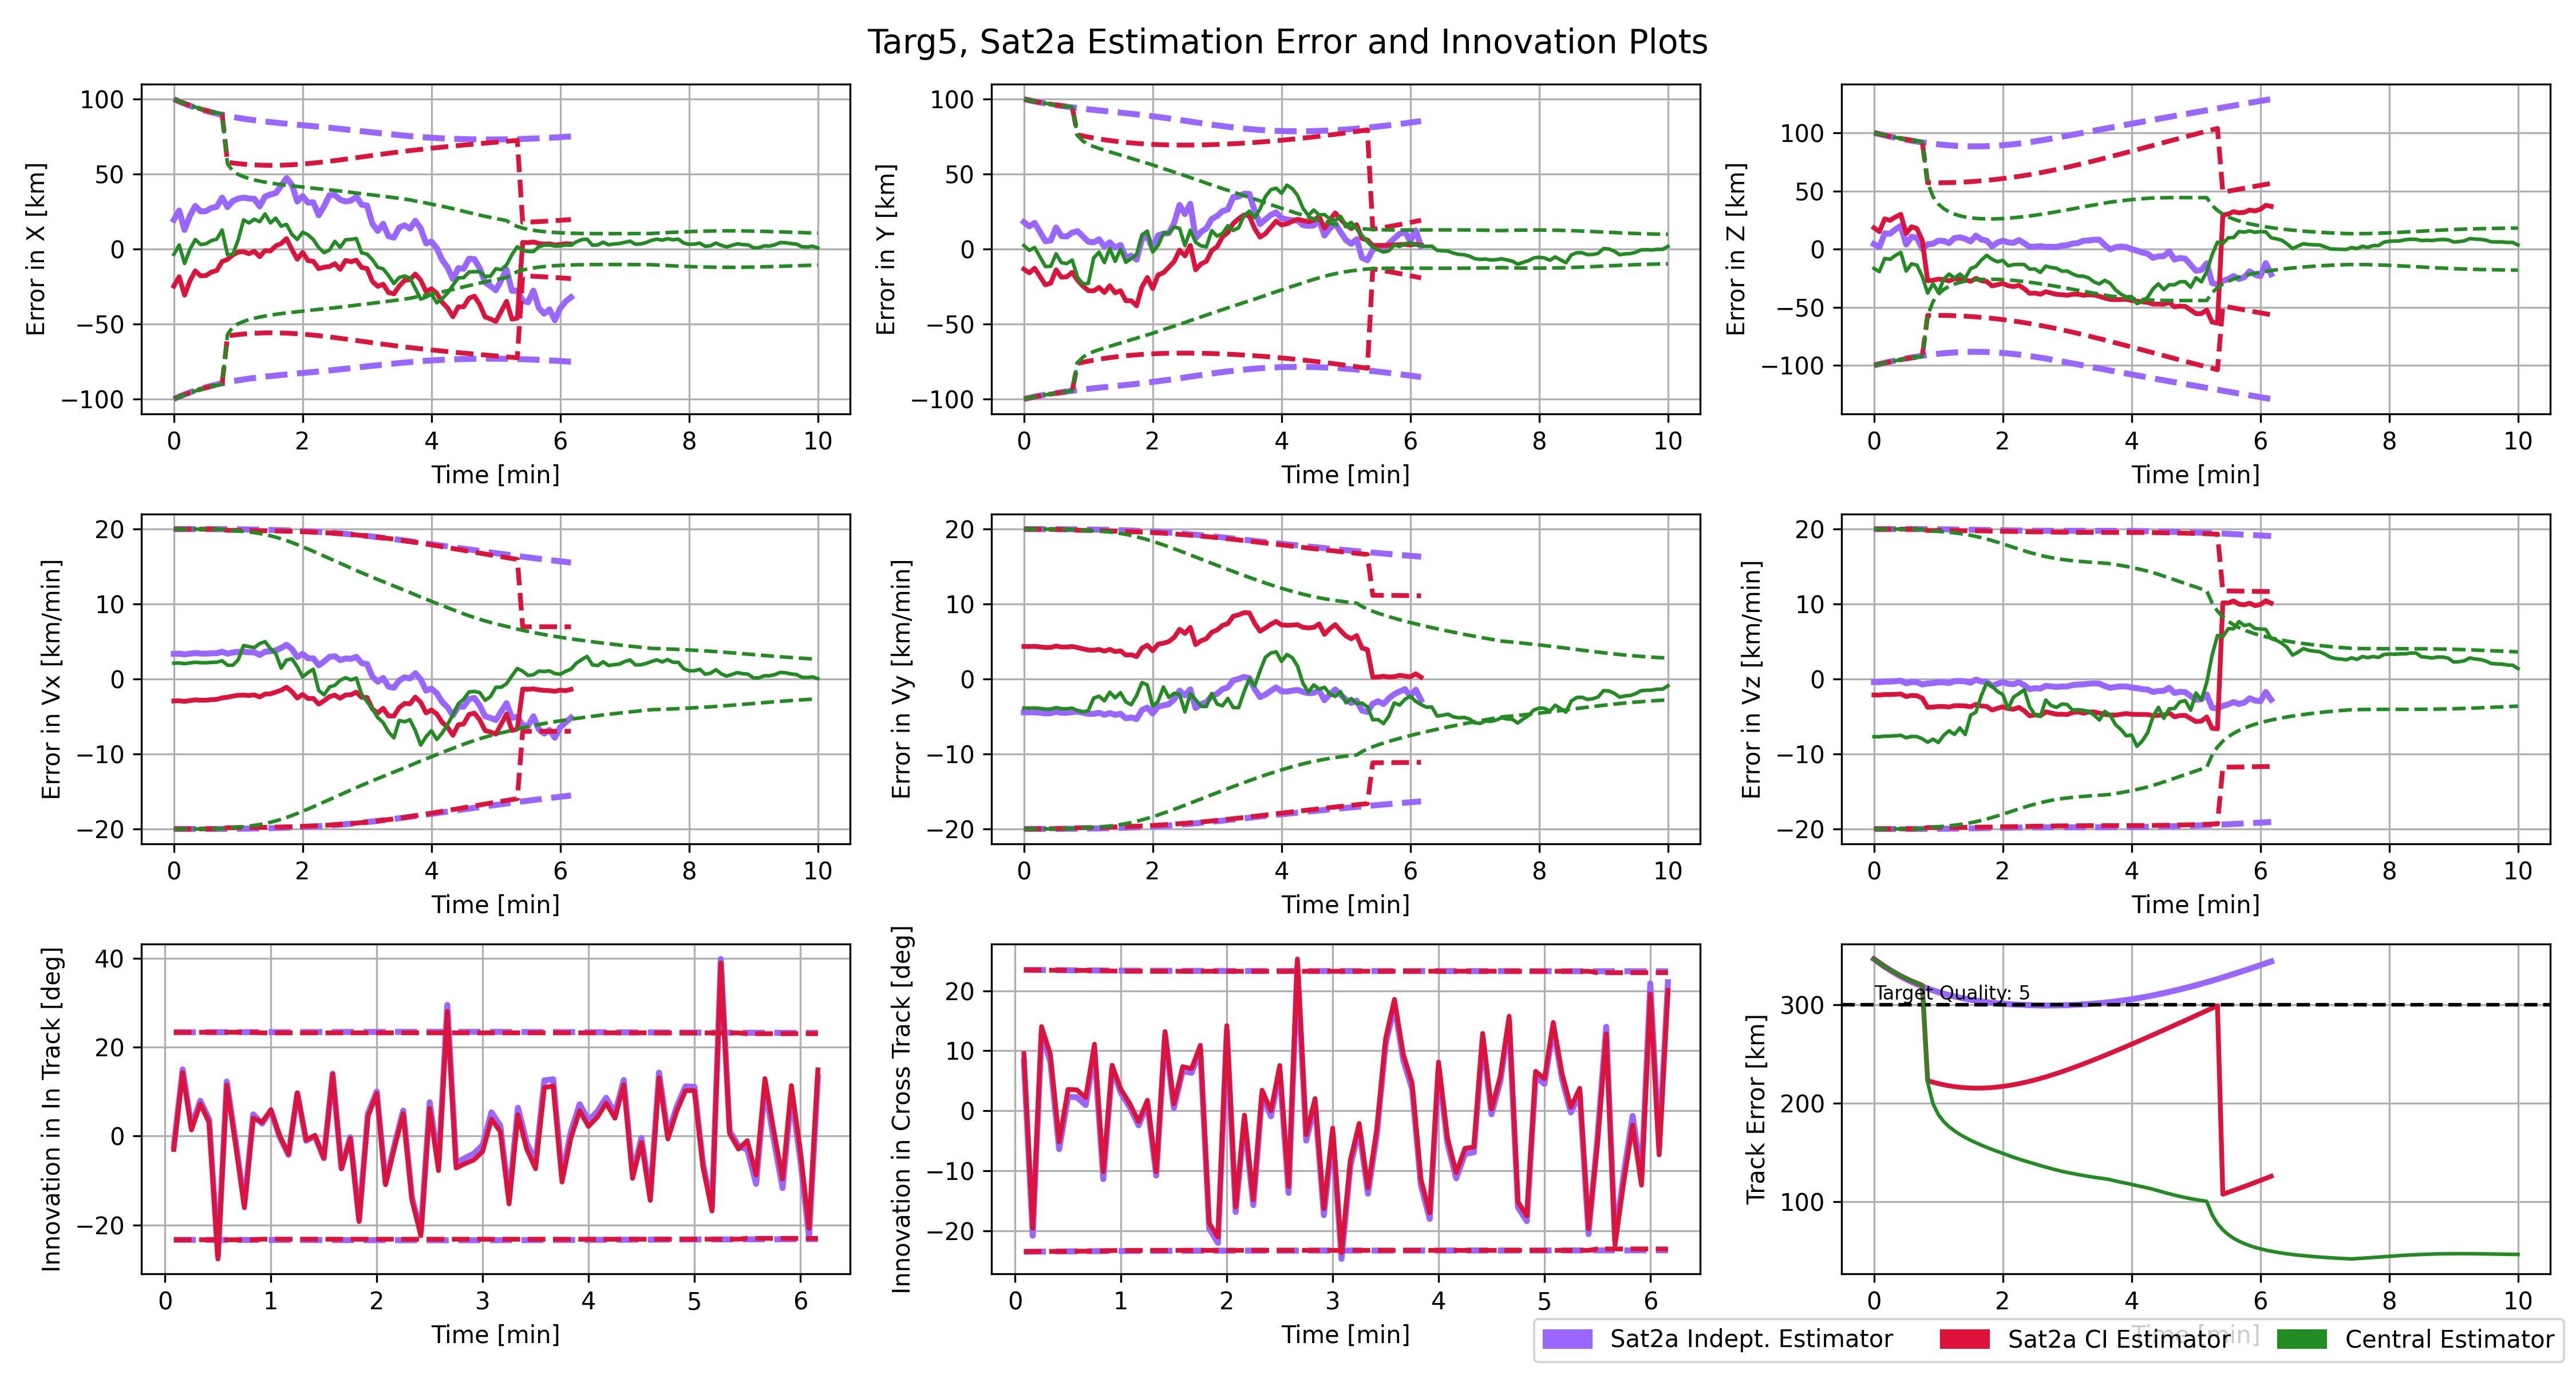 Targ5, Sat2a Estimation Error and Innovation Plots
Error in X [km]
100
50
0
−50
−100
0 2 4 6 8 10
Time [min]
Error in Y [km]
100
50
0
−50
−100
0 2 4 6 8 10
Time [min]
Error in Z [km]
100
50
0
−50
−100
0 2 4 6 8 10
Time [min]
Error in Vx [km/min]
20
10
0
−10
−20
0 2 4 6 8 10
Time [min]
Error in Vy [km/min]
20
10
0
−10
−20
0 2 4 6 8 10
Time [min]
Error in Vz [km/min]
20
10
0
−10
−20
0 2 4 6 8 10
Time [min]
Innovation in In Track [deg]
40
20
0
−20
0 1 2 3 4 5 6
Time [min]
Innovation in Cross Track [deg]
20
10
0
−10
−20
0 1 2 3 4 5 6
Time [min]
Track Error [km]
300
200
100
Target Quality: 5
0 2 4 6 8 10
Time [min]
Sat2a Indept. Estimator
Sat2a CI Estimator
Central Estimator